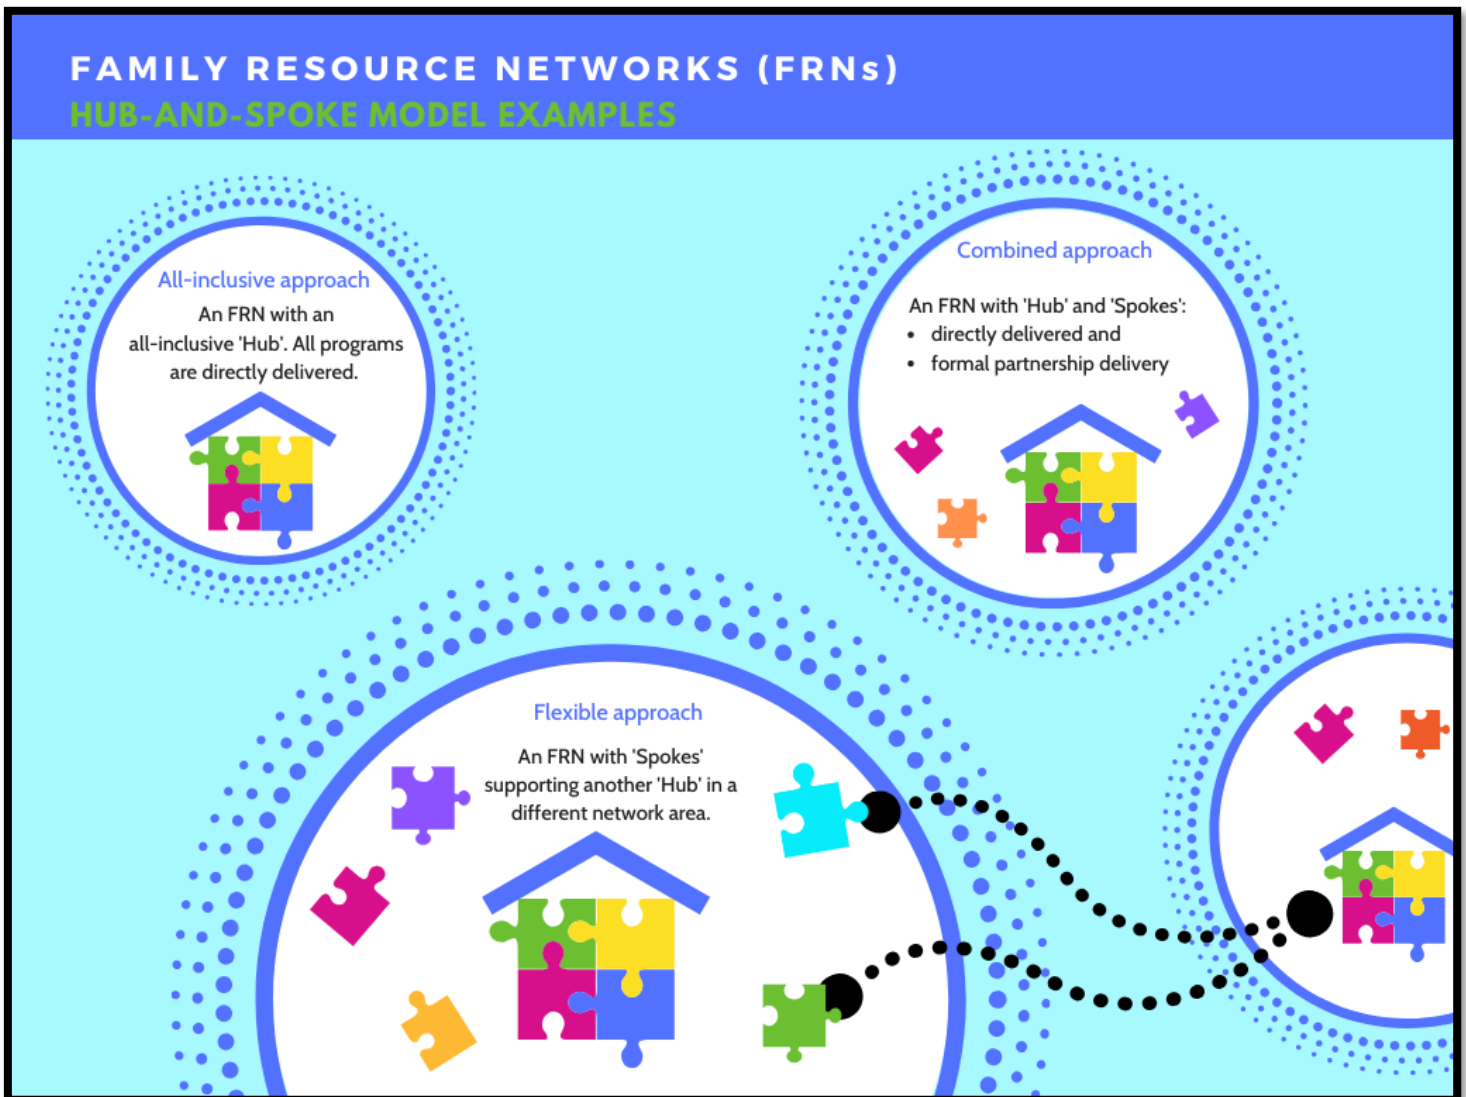 FAMILY RESOURCE NETWORKS (FRNs)
HUB-AND-SPOKE MODEL EXAMPLES
All-inclusive approach
An FRN with an
all-inclusive 'Hub'. All programs
are directly delivered.
Combined approach
An FRN with 'Hub' and 'Spokes':
• directly delivered and
• formal partnership delivery
Flexible approach
An FRN with 'Spokes'
supporting another 'Hub' in a
different network area.